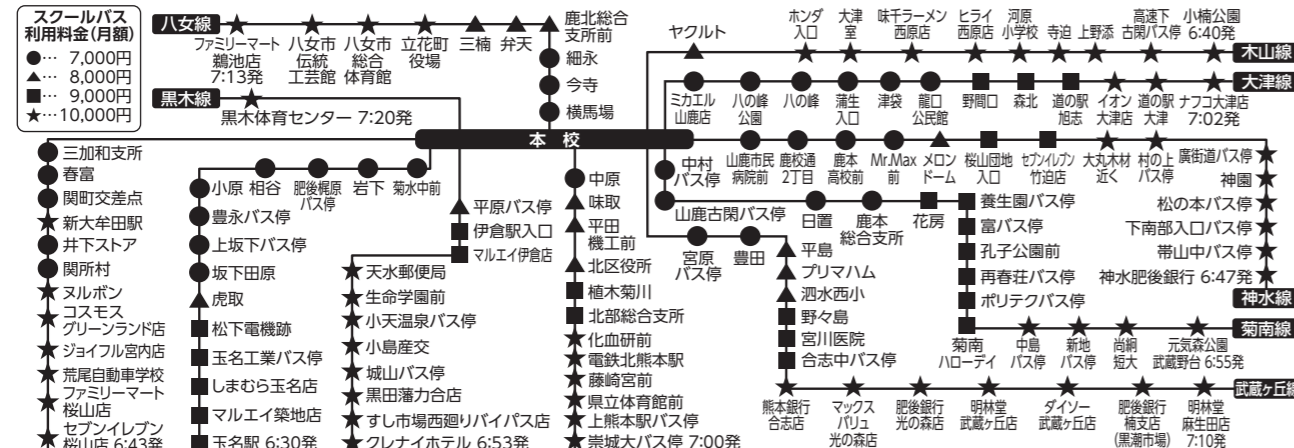 スクールバス
利用料金(月額)
●… 7,000円
▲… 8,000円
■… 9,000円
★…10,000円
八女線
ファミリーマート
鵜池店
7:13発
八女市
伝統
工芸館
八女市
総合
体育館
立花町
役場
三楠
弁天
鹿北総合
支所前
細永
今寺
横馬場
黒木線
黒木体育センター 7:20発
本校
ヤクルト
ホンダ
入口
大津
室
味千ラーメン
西原店
ヒライ
西原店
河原
小学校
寺迫
上野添
高速下
古閑バス停
小楠公園
6:40発
木山線
ミカエル
山鹿店
八の峰
公園
八の峰
蒲生
入口
津袋
龍口
公民館
野間口
森北
道の駅
旭志
イオン
大津店
道の駅
大津
ナフコ大津店
7:02発
大津線
中村
バス停
山鹿市民
病院前
鹿校通
2丁目
鹿本
高校前
Mr.Max
前
メロン
ドーム
桜山団地
入口
セブンイレブン
竹迫店
大丸木材
近く
村の上
バス停
廣街道バス停
神園
松の本バス停
下南部入口バス停
帯山中バス停
神水肥後銀行 6:47発
神水線
山鹿古閑バス停
日置
鹿本
総合支所
花房
養生園バス停
富バス停
孔子公園前
再春荘バス停
ポリテクバス停
菊南
ハローデイ
中島
バス停
新地
バス停
尚絅
短大
元気森公園
武蔵野台 6:55発
菊南線
宮原
バス停
豊田
平島
プリマハム
泗水西小
野々島
宮川医院
合志中バス停
熊本銀行
合志店
マックス
バリュ
光の森店
肥後銀行
光の森店
明林堂
武蔵ヶ丘店
ダイソー
武蔵ヶ丘店
肥後銀行
楠支店
(黒潮市場)
明林堂
麻生田店
7:10発
武蔵ヶ丘線
三加和支所
春富
関町交差点
新大牟田駅
井下ストア
関所村
ヌルボン
コスモス
グリーンランド店
ジョイフル宮内店
荒尾自動車学校
ファミリーマート
桜山店
セブンイレブン
桜山店 6:43発
小原
相谷
肥後梶原
バス停
岩下
菊水中前
豊永バス停
上坂下バス停
坂下田原
虎取
松下電機跡
玉名工業バス停
しまむら玉名店
マルエイ築地店
玉名駅 6:30発
平原バス停
伊倉駅入口
マルエイ伊倉店
天水郵便局
生命学園前
小天温泉バス停
小島産交
城山バス停
黒田藩力合店
すし市場西廻りバイパス店
クレナイホテル 6:53発
中原
味取
平田
機工前
北区役所
植木菊川
北部総合支所
化血研前
電鉄北熊本駅
藤崎宮前
県立体育館前
上熊本駅バス停
崇城大バス停 7:00発